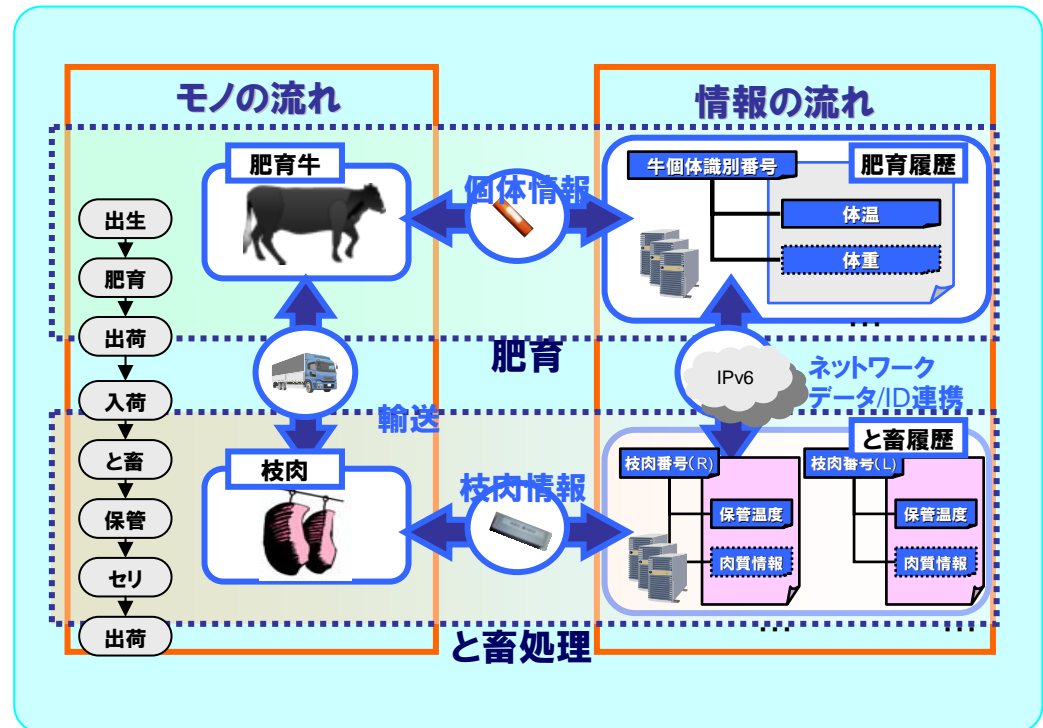 モノの流れ
情報の流れ
肥育牛
個体情報
肥育履歴
牛個体識別番号
体温
体重
…
出生
肥育
出荷
入荷
と畜
保管
セリ
出荷
肥育
輸送
IPv6
ネットワーク
データ/ID連携
枝肉
枝肉情報
と畜履歴
枝肉番号(R)
保管温度
肉質情報
…
枝肉番号(L)
保管温度
肉質情報
…
と畜処理